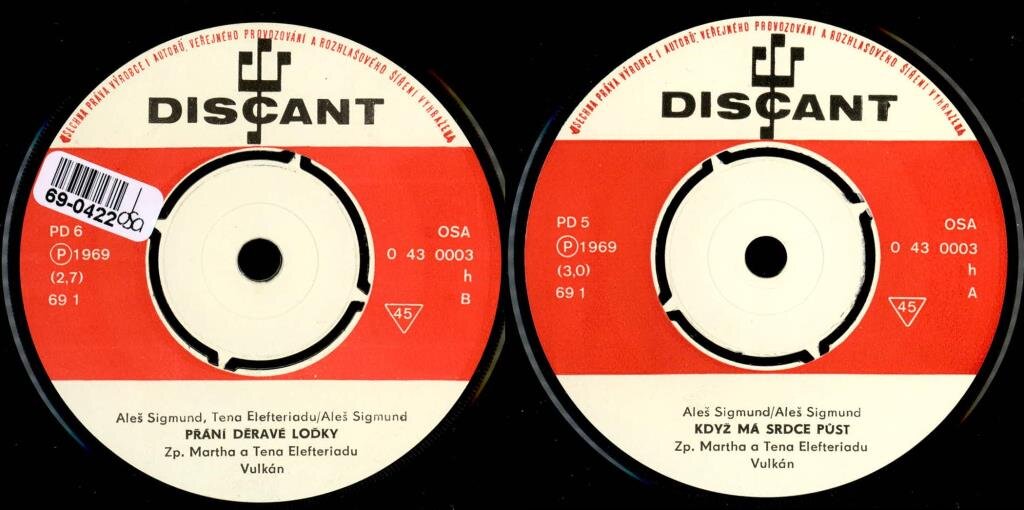 VŠECHNA PRÁVA VÝROBCE I AUTORŮ, VEŘEJNÉHO PROVOZOVÁNÍ A ROZHLASOVÉHO ŠÍŘENÍ VYHRAZENA
DISCANT
69-0422
OSA
PD 6
Ⓟ 1969
(2,7)
69 1
OSA
0 43 0003
h
B
45
Aleš Sigmund, Tena Elefteriadu/Aleš Sigmund
PŘÁNÍ DĚRAVÉ LOĎKY
Zp. Martha a Tena Elefteriadu
Vulkán
VŠECHNA PRÁVA VÝROBCE I AUTORŮ, VEŘEJNÉHO PROVOZOVÁNÍ A ROZHLASOVÉHO ŠÍŘENÍ VYHRAZENA
DISCANT
PD 5
Ⓟ 1969
(3,0)
69 1
OSA
0 43 0003
h
A
45
Aleš Sigmund/Aleš Sigmund
KDYŽ MÁ SRDCE PŮST
Zp. Martha a Tena Elefteriadu
Vulkán